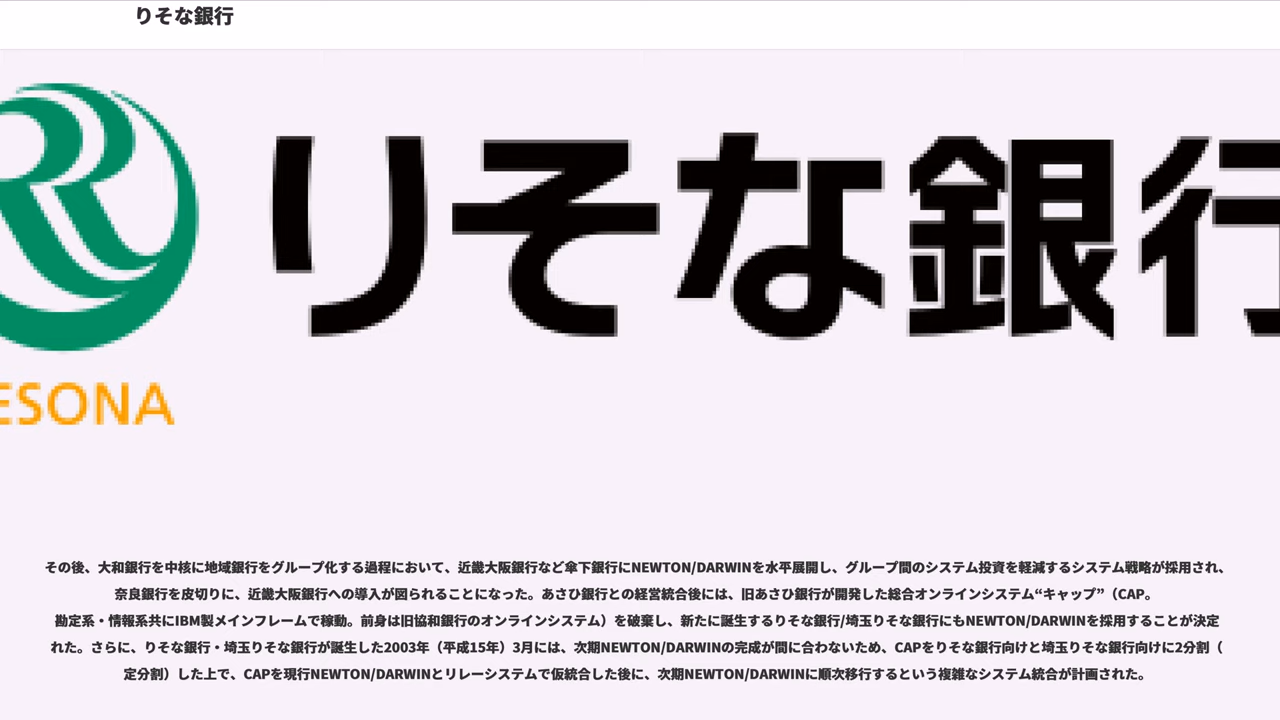 りそな銀行
りそな銀行
ESONA
その後、大和銀行を中核に地域銀行をグループ化する過程において、近畿大阪銀行など傘下銀行にNEWTON/DARWINを水平展開し、グループ間のシステム投資を軽減するシステム戦略が採用され、
奈良銀行を皮切りに、近畿大阪銀行への導入が図られることになった。あさひ銀行との経営統合後には、旧あさひ銀行が開発した総合オンラインシステム“キャップ”（CAP。
勘定系・情報系共にIBM製メインフレームで稼動。前身は旧協和銀行のオンラインシステム）を破棄し、新たに誕生するりそな銀行/埼玉りそな銀行にもNEWTON/DARWINを採用することが決定
れた。さらに、りそな銀行・埼玉りそな銀行が誕生した2003年（平成15年）3月には、次期NEWTON/DARWINの完成が間に合わないため、CAPをりそな銀行向けと埼玉りそな銀行向けに2分割（
定分割）した上で、CAPを現行NEWTON/DARWINとリレーシステムで仮統合した後に、次期NEWTON/DARWINに順次移行するという複雑なシステム統合が計画された。